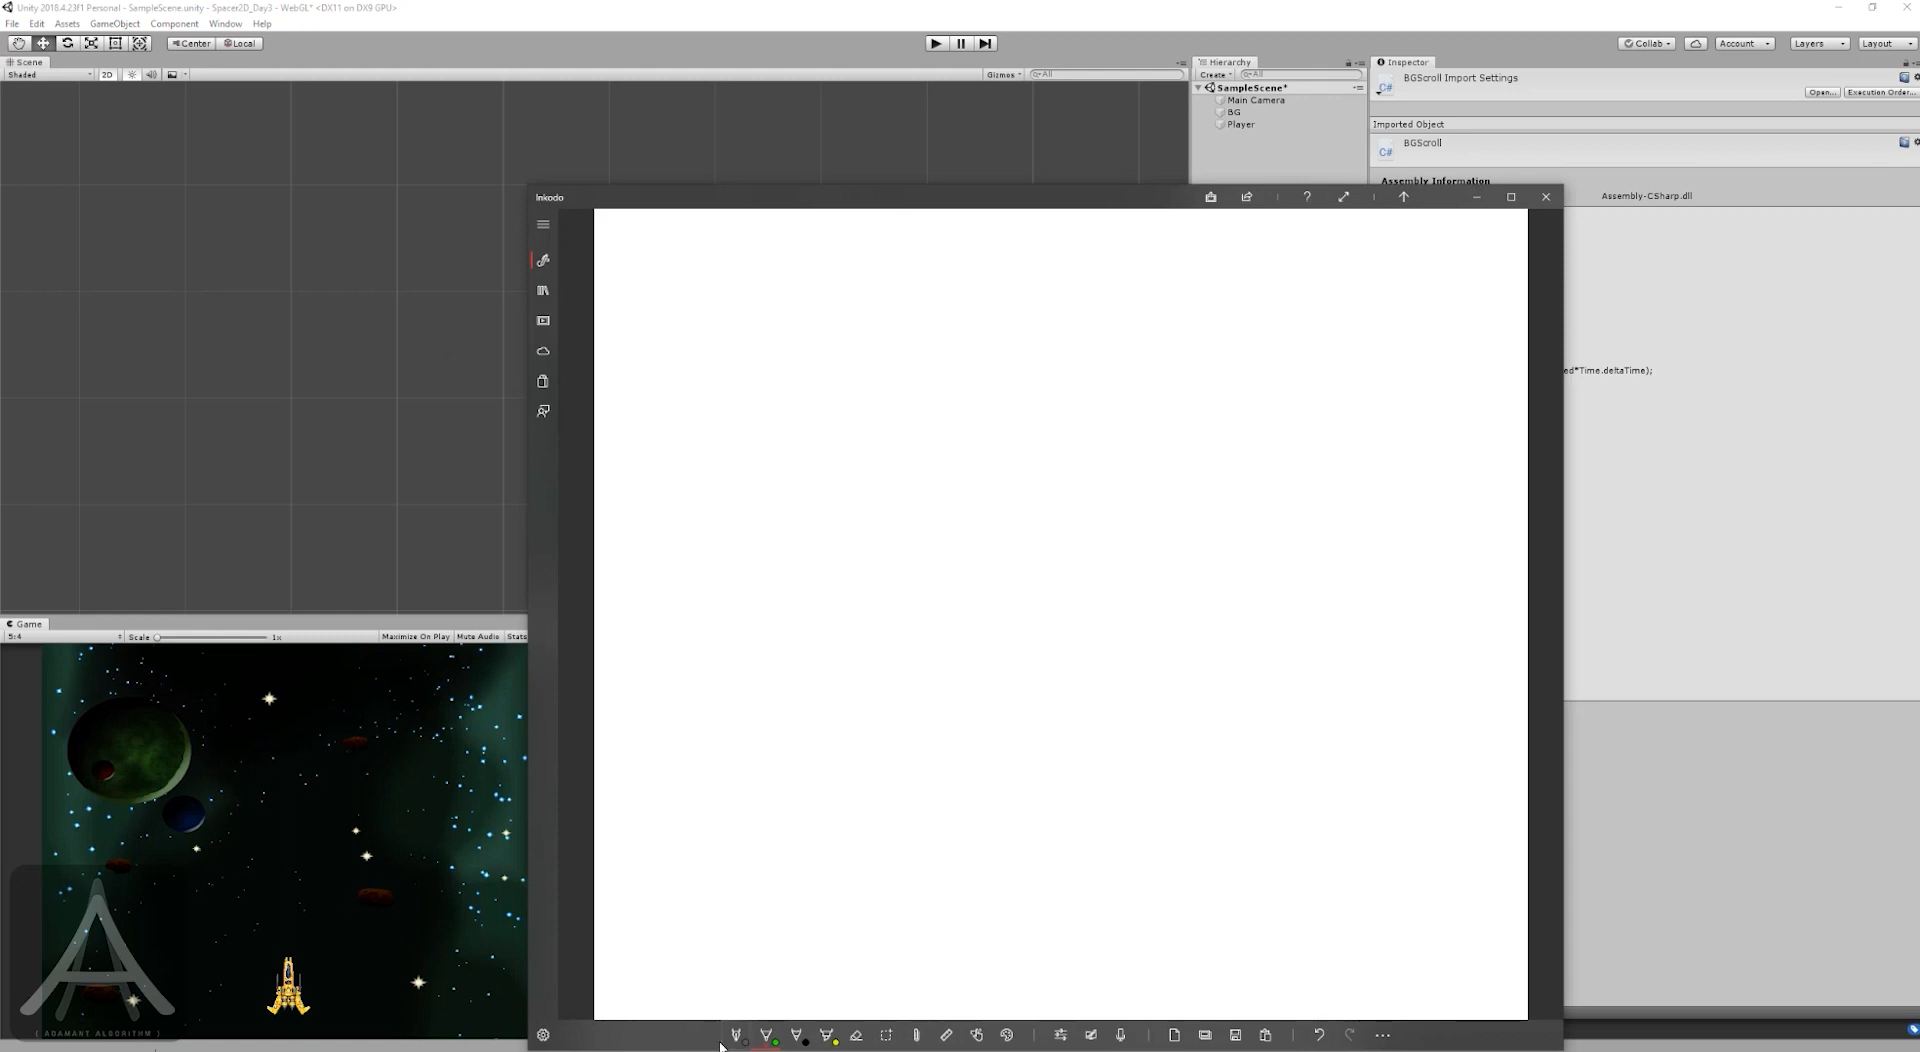 Unity 2018.4.23f1 Personal - SampleScene.unity - Spacer2D_Day3 - WebGL* <DX11 on DX9 GPU>
File Edit Assets GameObject Component Window Help
Center Local Collab Account Layers Layout
Scene Hierarchy Inspector
Shaded 2D Gizmos All Create All BGScroll Import Settings
SampleScene*
Open... Execution Order...
Main Camera
BG
Player
Imported Object
BGScroll
C#
C#
Assembly Information
Assembly-CSharp.dll
Inkodo
ed*Time.deltaTime);
Game
5:4 Scale 1x Maximize On Play Mute Audio Stats
A
{ ADAMANT ALGORITHM }